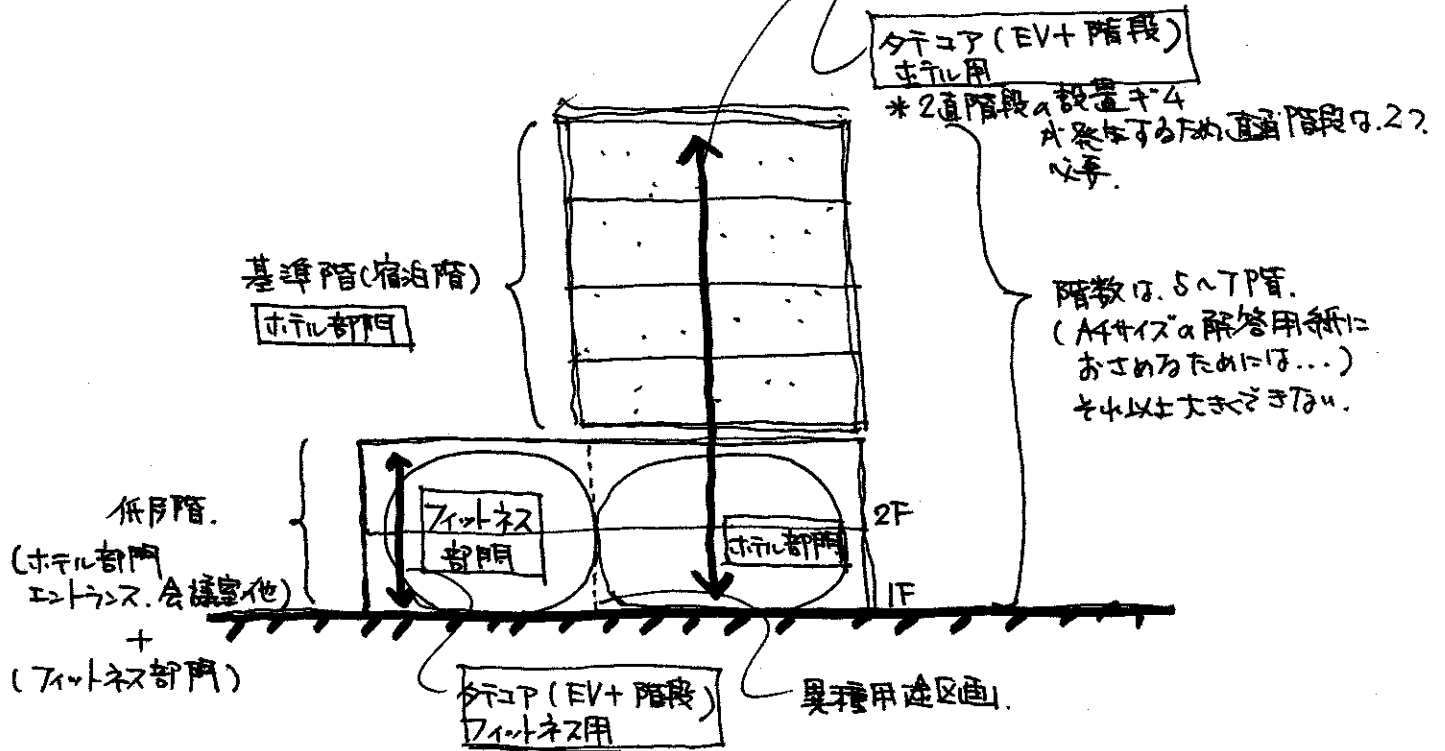 タテコア(EV+階段)
ホテル用
*2直階段の設置ギム
が発生するため直通階段は、2つ
必要.
基準階(宿泊階)
ホテル部門
階数は、5~7階.
(A4サイズの解答用紙に
おさめるためには...)
それ以上大きくできない.
低層階.
(ホテル部門
エントランス、会議室他)
+
(フィットネス部門)
フィットネス
部門
ホテル部門
2F
1F
タテコア(EV+階段)
フィットネス用
異種用途区画